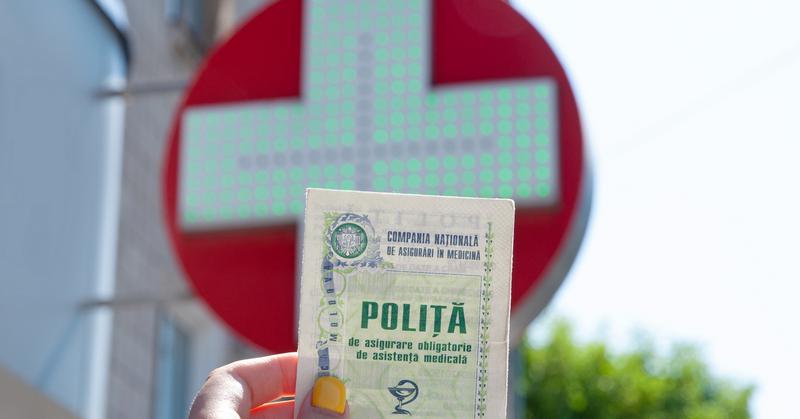 COMPANIA NAȚIONALĂ
DE ASIGURĂRI ÎN MEDICINĂ
POLIȚĂ
de asigurare obligatorie
de asistență medicală